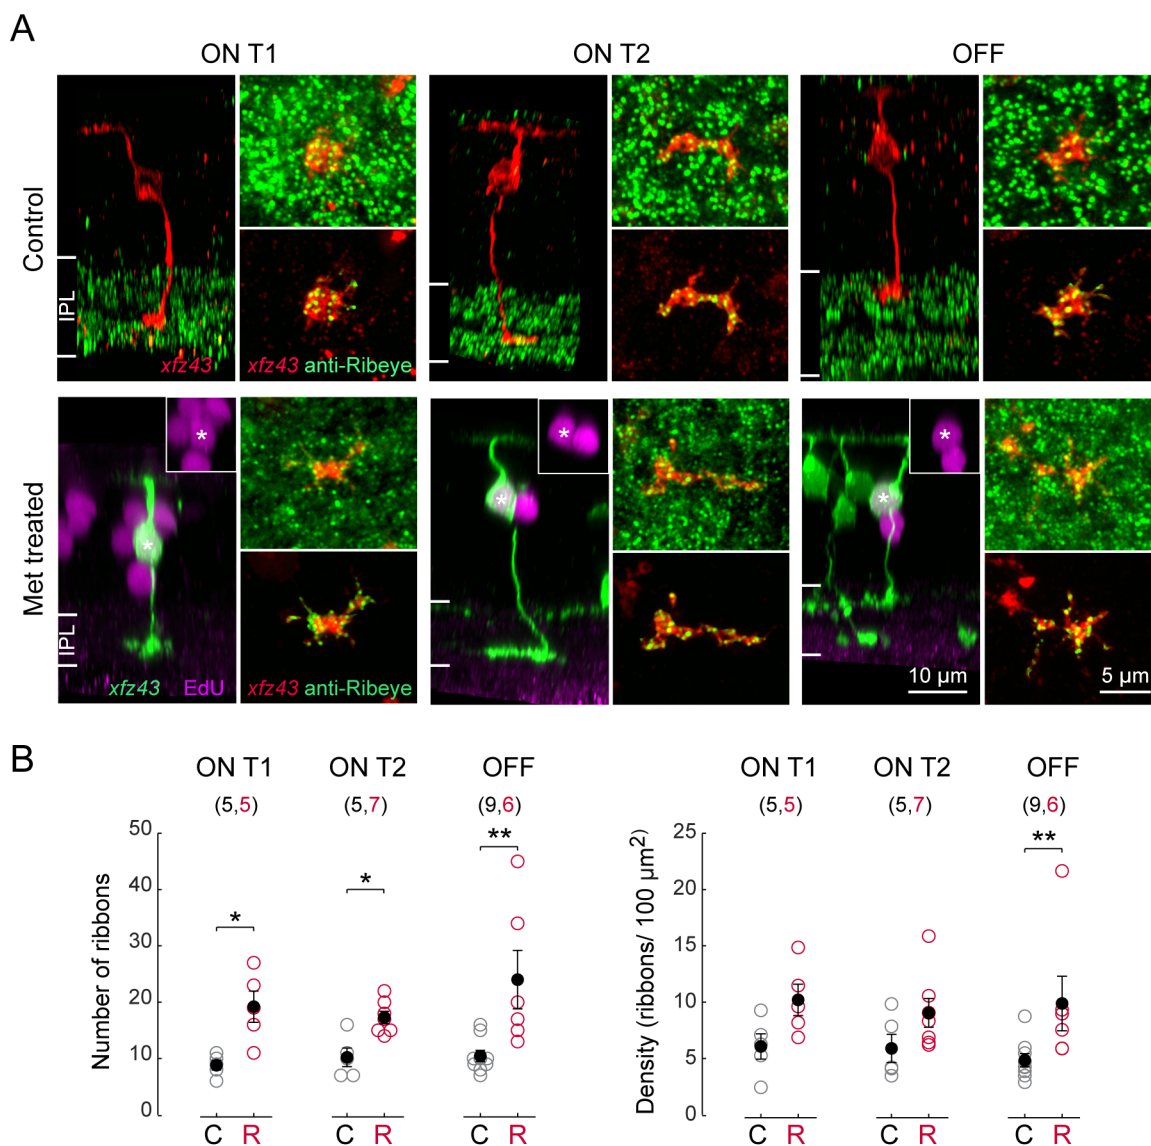 A
ON T1 ON T2 OFF
Control
IPL
xfz43
xfz43 anti-Ribeye
Met treated
IPL
* * *
* * *
xfz43 EdU
xfz43 anti-Ribeye
10 µm
5 µm
B
ON T1 ON T2 OFF
(5,5) (5,7) (9,6)
Number of ribbons
50
40
30
20
10
0
* * **
C R C R C R
ON T1 ON T2 OFF
(5,5) (5,7) (9,6)
Density (ribbons/ 100 µm²)
25
20
15
10
5
0
**
C R C R C R